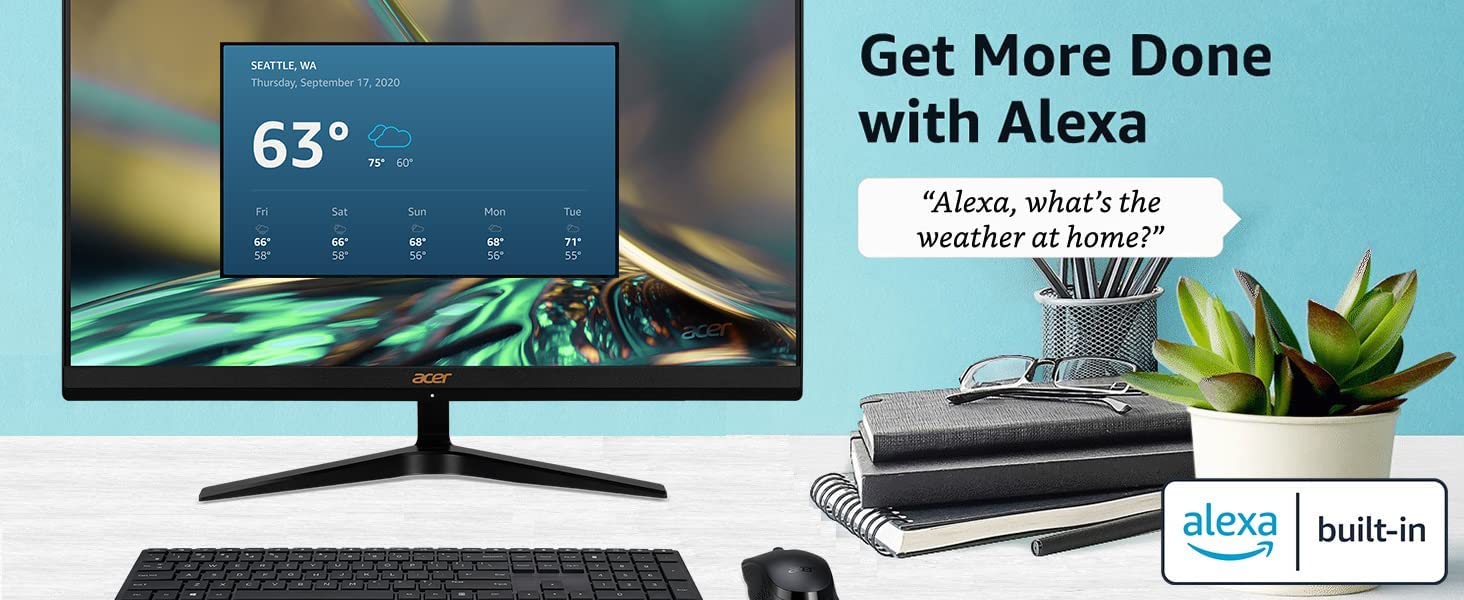 SEATTLE, WA
Thursday, September 17, 2020
63°
75° 60°
Fri Sat Sun Mon Tue
66° 66° 68° 68° 71°
58° 58° 56° 56° 55°
acer
acer
Get More Done
with Alexa
“Alexa, what’s the
weather at home?”
alexa | built-in
acer